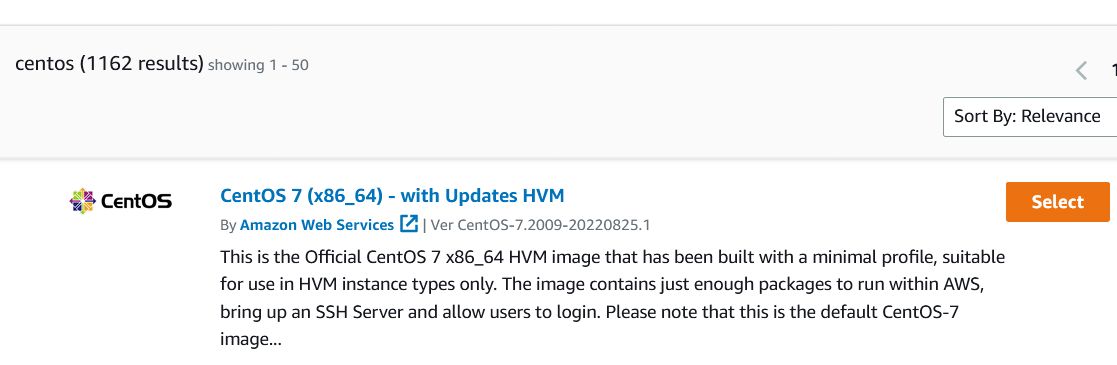 centos (1162 results) showing 1 - 50
1
Sort By: Relevance
CentOS
CentOS 7 (x86_64) - with Updates HVM
Select
By Amazon Web Services | Ver CentOS-7.2009-20220825.1
This is the Official CentOS 7 x86_64 HVM image that has been built with a minimal profile, suitable
for use in HVM instance types only. The image contains just enough packages to run within AWS,
bring up an SSH Server and allow users to login. Please note that this is the default CentOS-7
image...